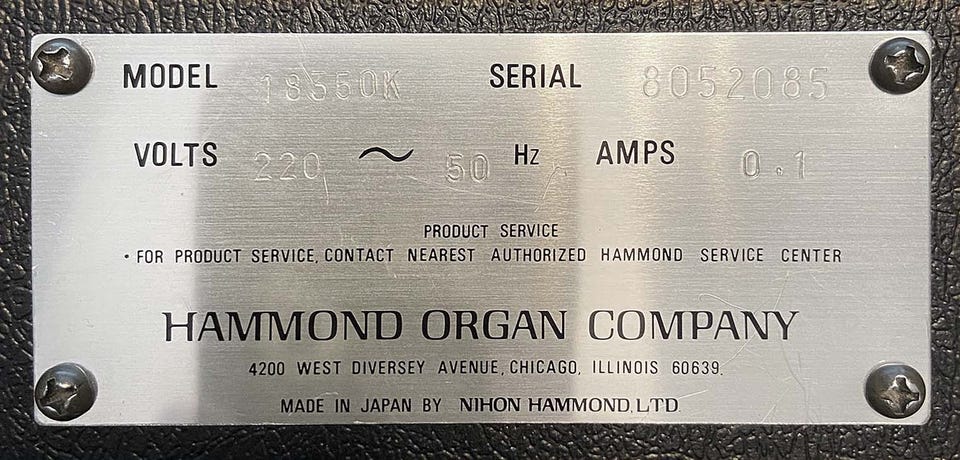 MODEL 18350K SERIAL 8052085
VOLTS 220 ~ 50 Hz AMPS 0.1
PRODUCT SERVICE
• FOR PRODUCT SERVICE, CONTACT NEAREST AUTHORIZED HAMMOND SERVICE CENTER
HAMMOND ORGAN COMPANY
4200 WEST DIVERSEY AVENUE, CHICAGO, ILLINOIS 60639.
MADE IN JAPAN BY NIHON HAMMOND, LTD.